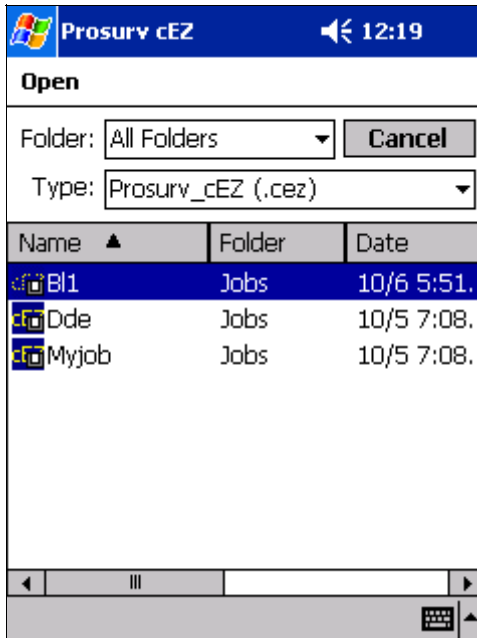 Prosurv cEZ 12:19
Open
Folder: All Folders Cancel
Type: Prosurv_cEZ (.cez)
Name Folder Date
Bl1 Jobs 10/6 5:51.
Dde Jobs 10/5 7:08.
Myjob Jobs 10/5 7:08.